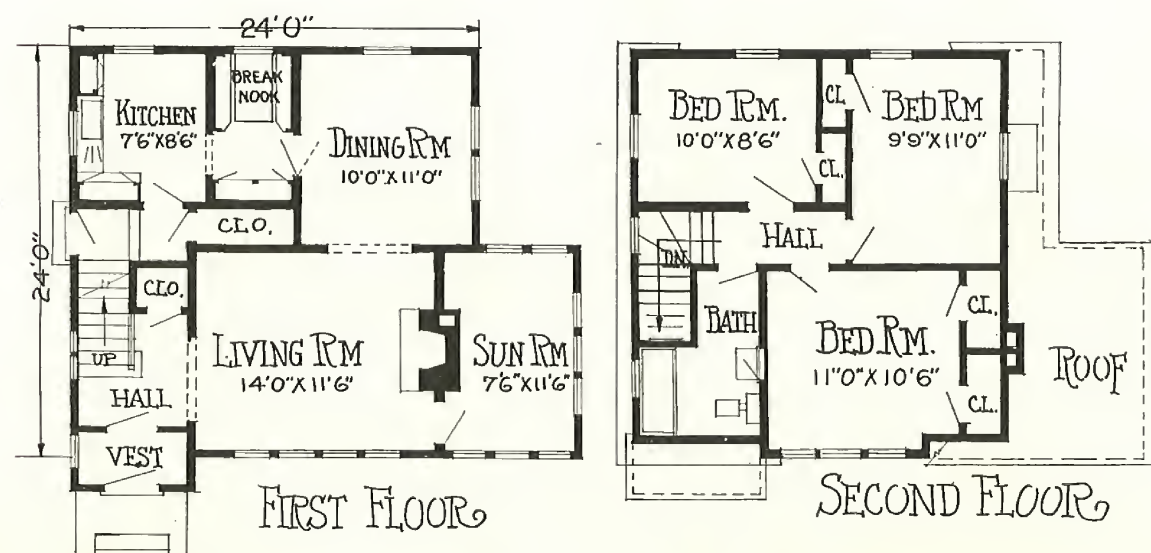 24'0"
24'0"
KITCHEN
7'6"X8'6"
BREAK
NOOK
DINING RM
10'0"X11'0"
CLO.
CLO.
UP
LIVING RM
14'0"X11'6"
SUN RM
7'6"X11'6"
HALL
VEST
FIRST FLOOR
BED RM.
10'0"X8'6"
CL.
CL.
BED RM
9'9"X11'0"
HALL
DN.
BATH
BED RM.
11'0"X10'6"
CL.
CL.
ROOF
SECOND FLOOR